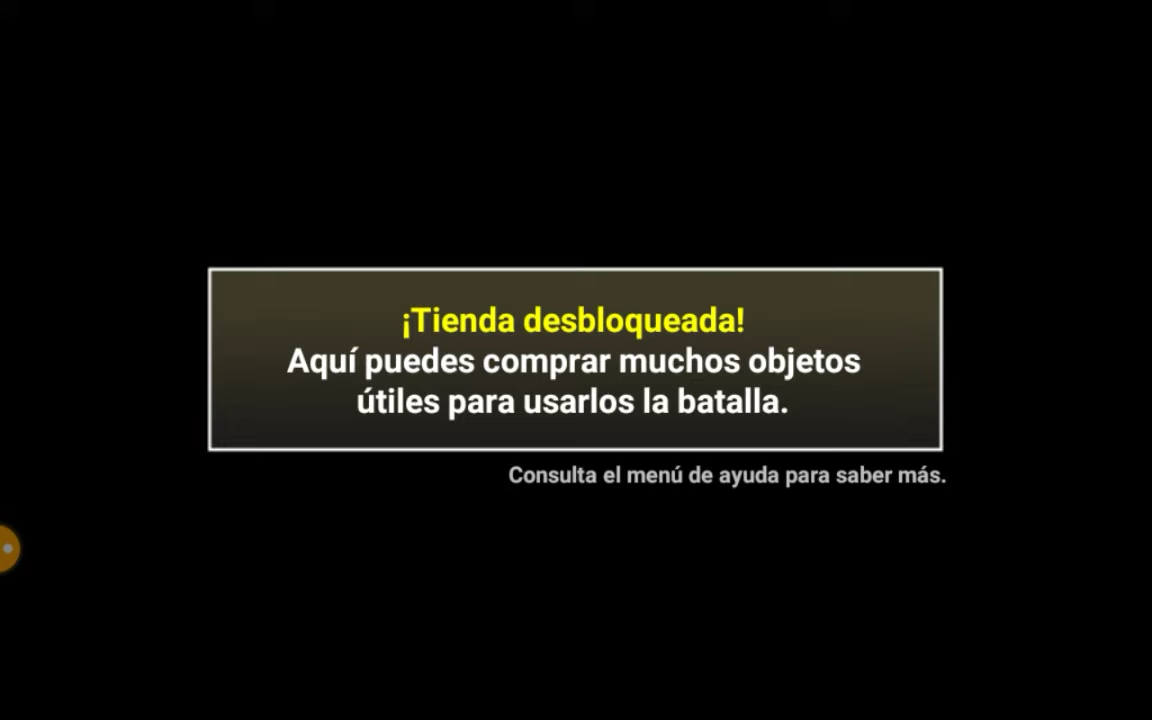 ¡Tienda desbloqueada!
Aquí puedes comprar muchos objetos
útiles para usarlos la batalla.
Consulta el menú de ayuda para saber más.